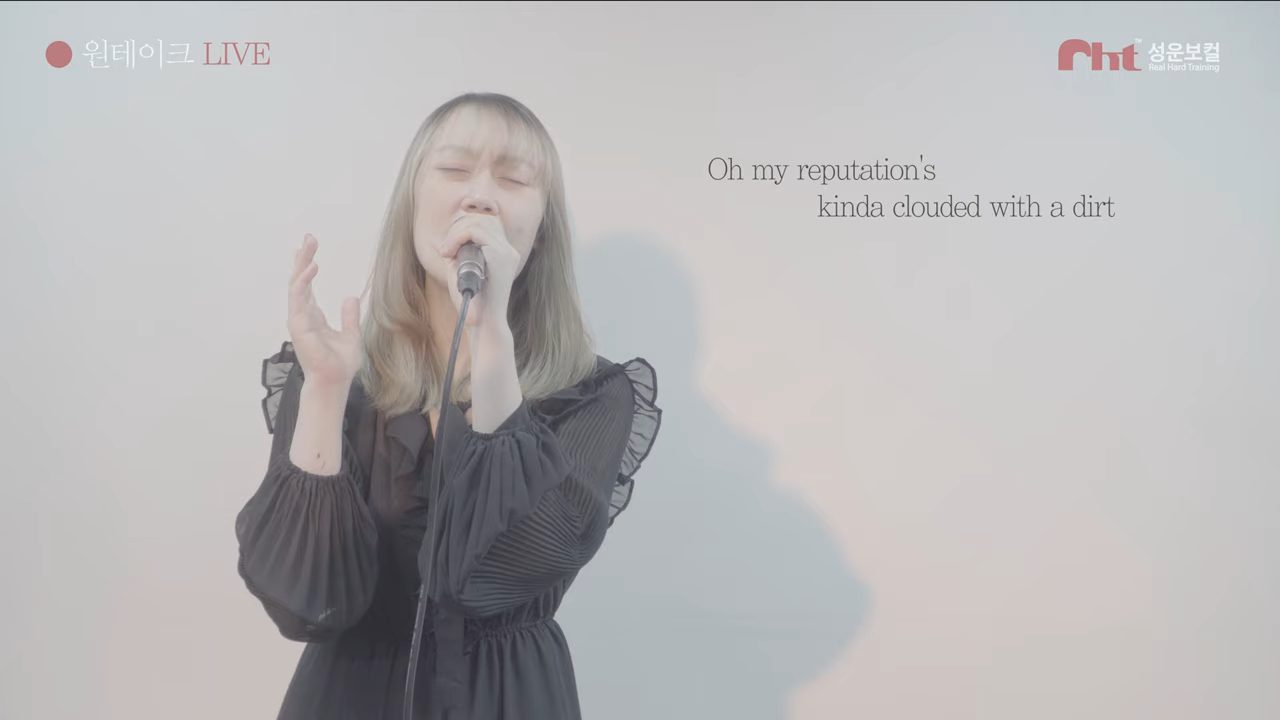 원테이크 LIVE
rht™ 성운보컬
Real Hard Training
Oh my reputation's
kinda clouded with a dirt